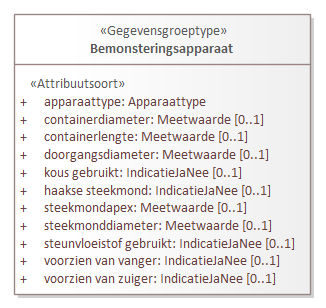 «Gegevensgroeptype»
Bemonsteringsapparaat
«Attribuutsoort»
+ apparaattype: Apparaattype
+ containerdiameter: Meetwaarde [0..1]
+ containerlengte: Meetwaarde [0..1]
+ doorgangsdiameter: Meetwaarde [0..1]
+ kous gebruikt: IndicatieJaNee [0..1]
+ haakse steekmond: IndicatieJaNee [0..1]
+ steekmondapex: Meetwaarde [0..1]
+ steekmonddiameter: Meetwaarde [0..1]
+ steunvloeistof gebruikt: IndicatieJaNee [0..1]
+ voorzien van vanger: IndicatieJaNee [0..1]
+ voorzien van zuiger: IndicatieJaNee [0..1]